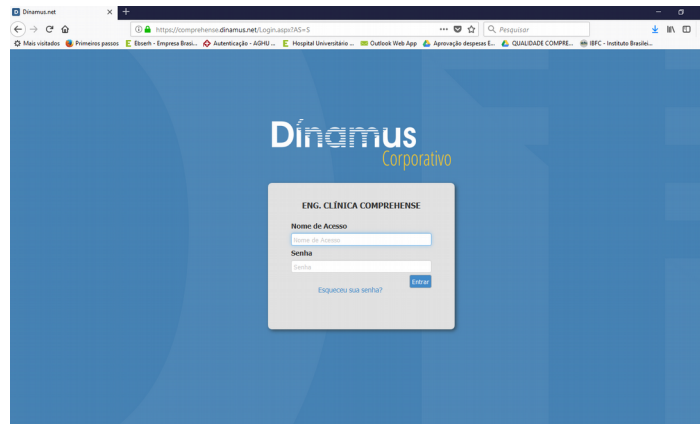 Dinamus.net
https://comprehense.dinamus.net/Login.aspx?AS=S
Pesquisar
Mais visitados Primeiros passos Ebserh - Empresa Brasi... Autenticação - AGHU ... Hospital Universitário ... Outlook Web App Aprovação despesas E... QUALIDADE COMPRE... IBFC - Instituto Brasilei...
Dínamus
Corporativo
ENG. CLÍNICA COMPREHENSE
Nome de Acesso
Nome de Acesso
Senha
Senha
Entrar
Esqueceu sua senha?